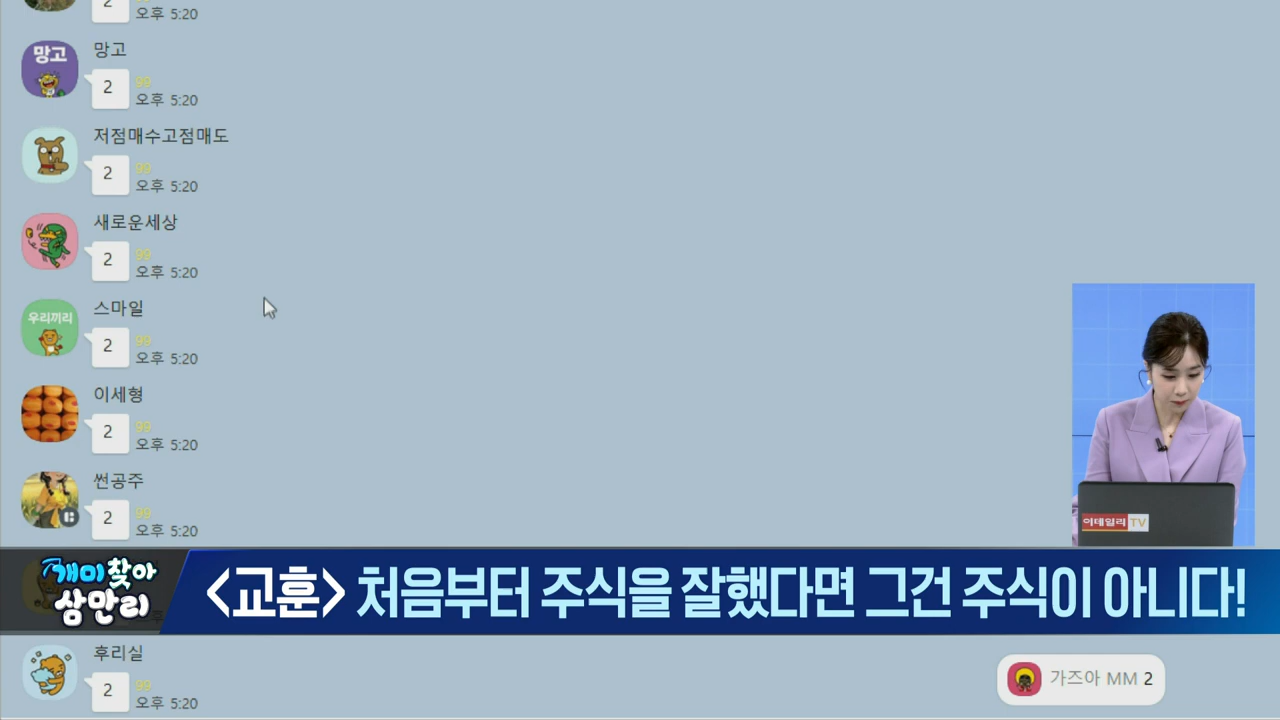 2
오후 5:20
망고
망고
2
99
오후 5:20
저점매수고점매도
2
99
오후 5:20
새로운세상
2
99
오후 5:20
스마일
우리끼리
2
99
오후 5:20
이세형
2
99
오후 5:20
썬공주
2
99
오후 5:20
이데일리 TV
개미찾아
삼만리
<교훈> 처음부터 주식을 잘했다면 그건 주식이 아니다!
후리실
2
99
오후 5:20
가즈아 MM 2